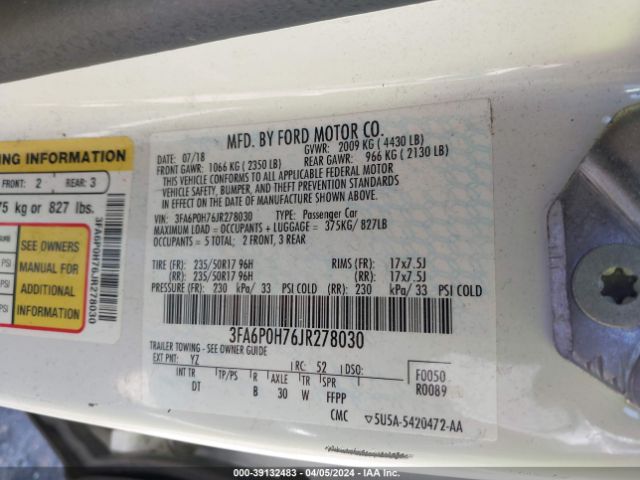 NG INFORMATION
FRONT: 2 REAR: 3
75 kg or 827 lbs.
SEE OWNERS
MANUAL FOR
ADDITIONAL
INFORMATION
PSI
PSI
3FA6P0H76JR278030
MFD. BY FORD MOTOR CO.
DATE: 07/18 GVWR: 2009 KG ( 4430 LB)
FRONT GAWR: 1066 KG ( 2350 LB) REAR GAWR: 966 KG ( 2130 LB)
THIS VEHICLE CONFORMS TO ALL APPLICABLE FEDERAL MOTOR
VEHICLE SAFETY, BUMPER, AND THEFT PREVENTION STANDARDS
IN EFFECT ON THE DATE OF MANUFACTURE SHOWN ABOVE.
VIN: 3FA6P0H76JR278030 TYPE: Passenger Car
MAXIMUM LOAD = OCCUPANTS + LUGGAGE = 375KG/ 827LB
OCCUPANTS = 5 TOTAL; 2 FRONT, 3 REAR
TIRE (FR): 235/50R17 96H RIMS (FR): 17x7.5J
(RR): 235/50R17 96H (RR): 17x7.5J
PRESSURE (FR): 230 kPa/ 33 PSI COLD (RR): 230 kPa/ 33 PSI COLD
3FA6P0H76JR278030
TRAILER TOWING - SEE OWNER GUIDE
EXT PNT: YZ RC: 52 DSO:
INT TR TP/PS R AXLE TR SPR
DT B 30 W FFPP
F0050
R0089
CMC 5USA-5420472-AA
000-39132483 - 04/05/2024 - IAA Inc.